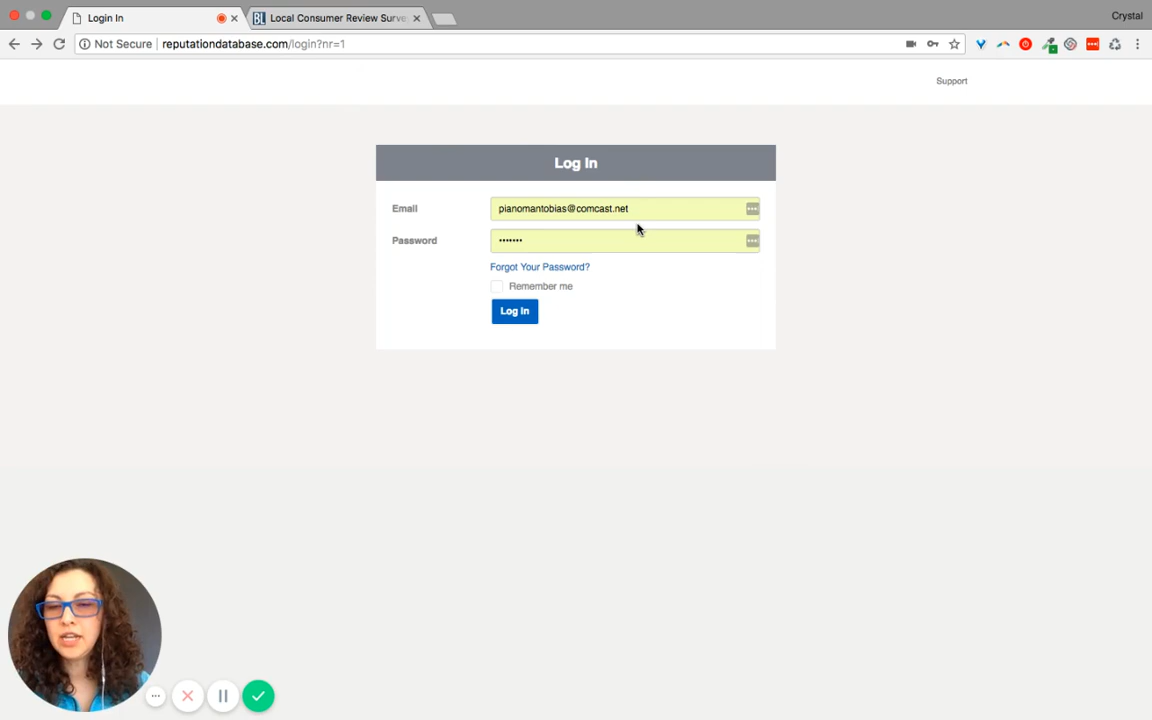 Login In
Local Consumer Review Surve
Crystal
Not Secure
reputationdatabase.com/login?nr=1
Support
Log In
Email
pianomantobias@comcast.net
Password
•••••••
Forgot Your Password?
Remember me
Log In